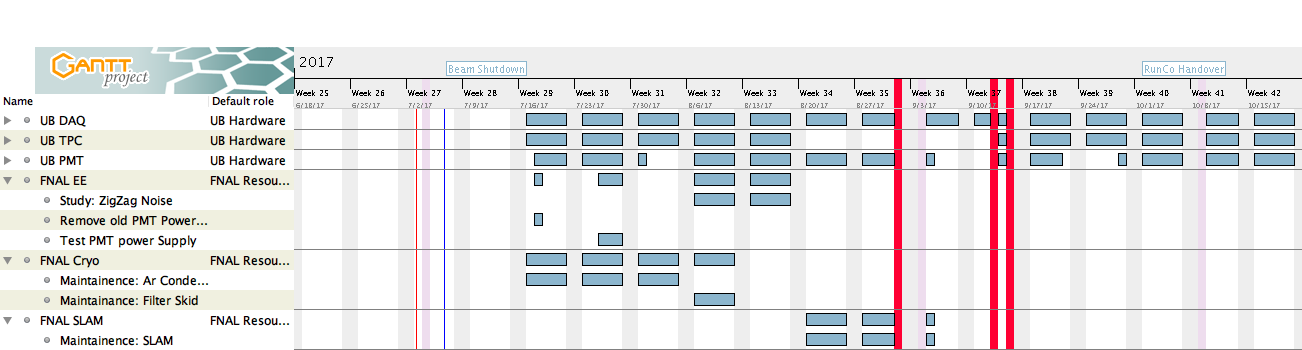 GANTT
project
2017
Beam Shutdown
RunCo Handover
Name Default role
Week 25 Week 26 Week 27 Week 28 Week 29 Week 30 Week 31 Week 32 Week 33 Week 34 Week 35 Week 36 Week 37 Week 38 Week 39 Week 40 Week 41 Week 42
6/18/17 6/25/17 7/2/17 7/9/17 7/16/17 7/23/17 7/30/17 8/6/17 8/13/17 8/20/17 8/27/17 9/3/17 9/10/17 9/17/17 9/24/17 10/1/17 10/8/17 10/15/17
UB DAQ UB Hardware
UB TPC UB Hardware
UB PMT UB Hardware
FNAL EE FNAL Resou...
Study: ZigZag Noise
Remove old PMT Power...
Test PMT power Supply
FNAL Cryo FNAL Resou...
Maintainence: Ar Conde...
Maintainance: Filter Skid
FNAL SLAM FNAL Resou...
Maintainence: SLAM